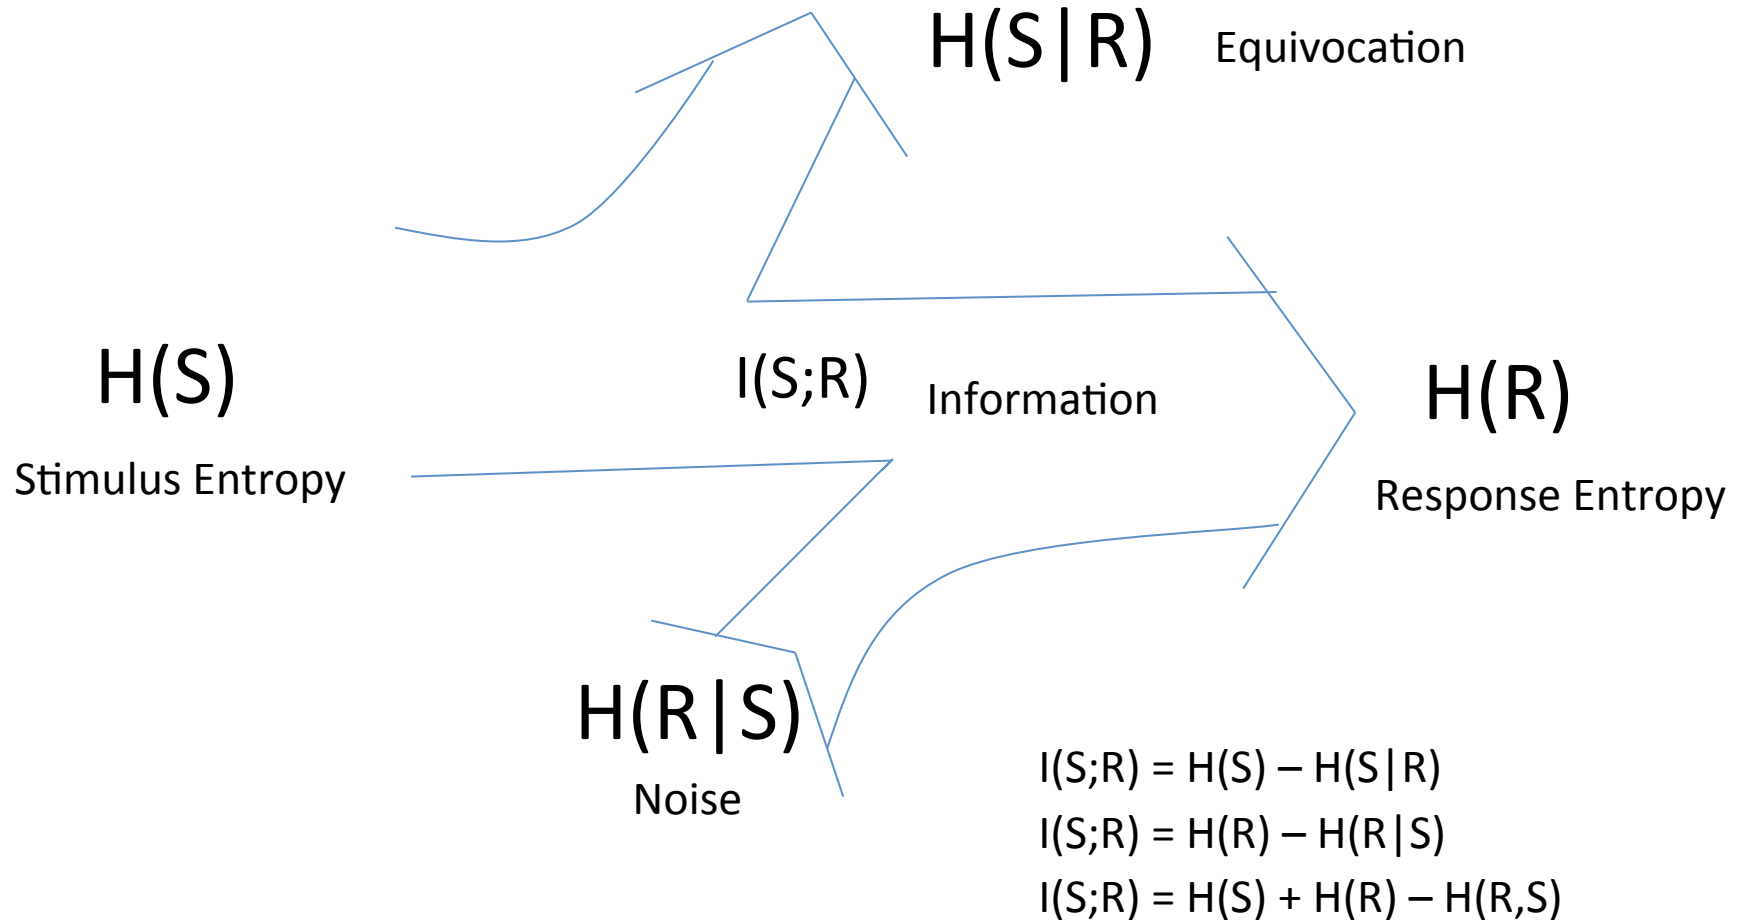 H(S|R) Equivocation
H(S)
I(S;R) Information
H(R)
Stimulus Entropy
Response Entropy
H(R|S)
Noise
I(S;R) = H(S) – H(S|R)
I(S;R) = H(R) – H(R|S)
I(S;R) = H(S) + H(R) – H(R,S)